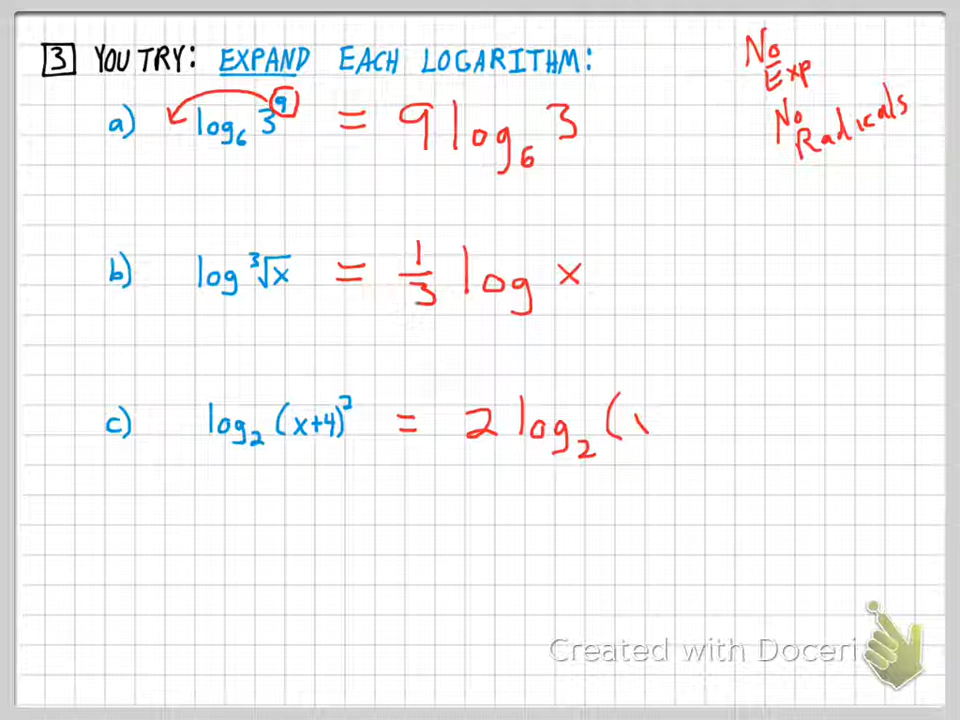 3 YOU TRY: EXPAND EACH LOGARITHM:
No
Exp
No
Radicals
a) log₆ 3⁹ = 9 log₆ 3
b) log ∛x = 1/3 log x
c) log₂ (x+4)² = 2 log₂ (
Created with Doceri